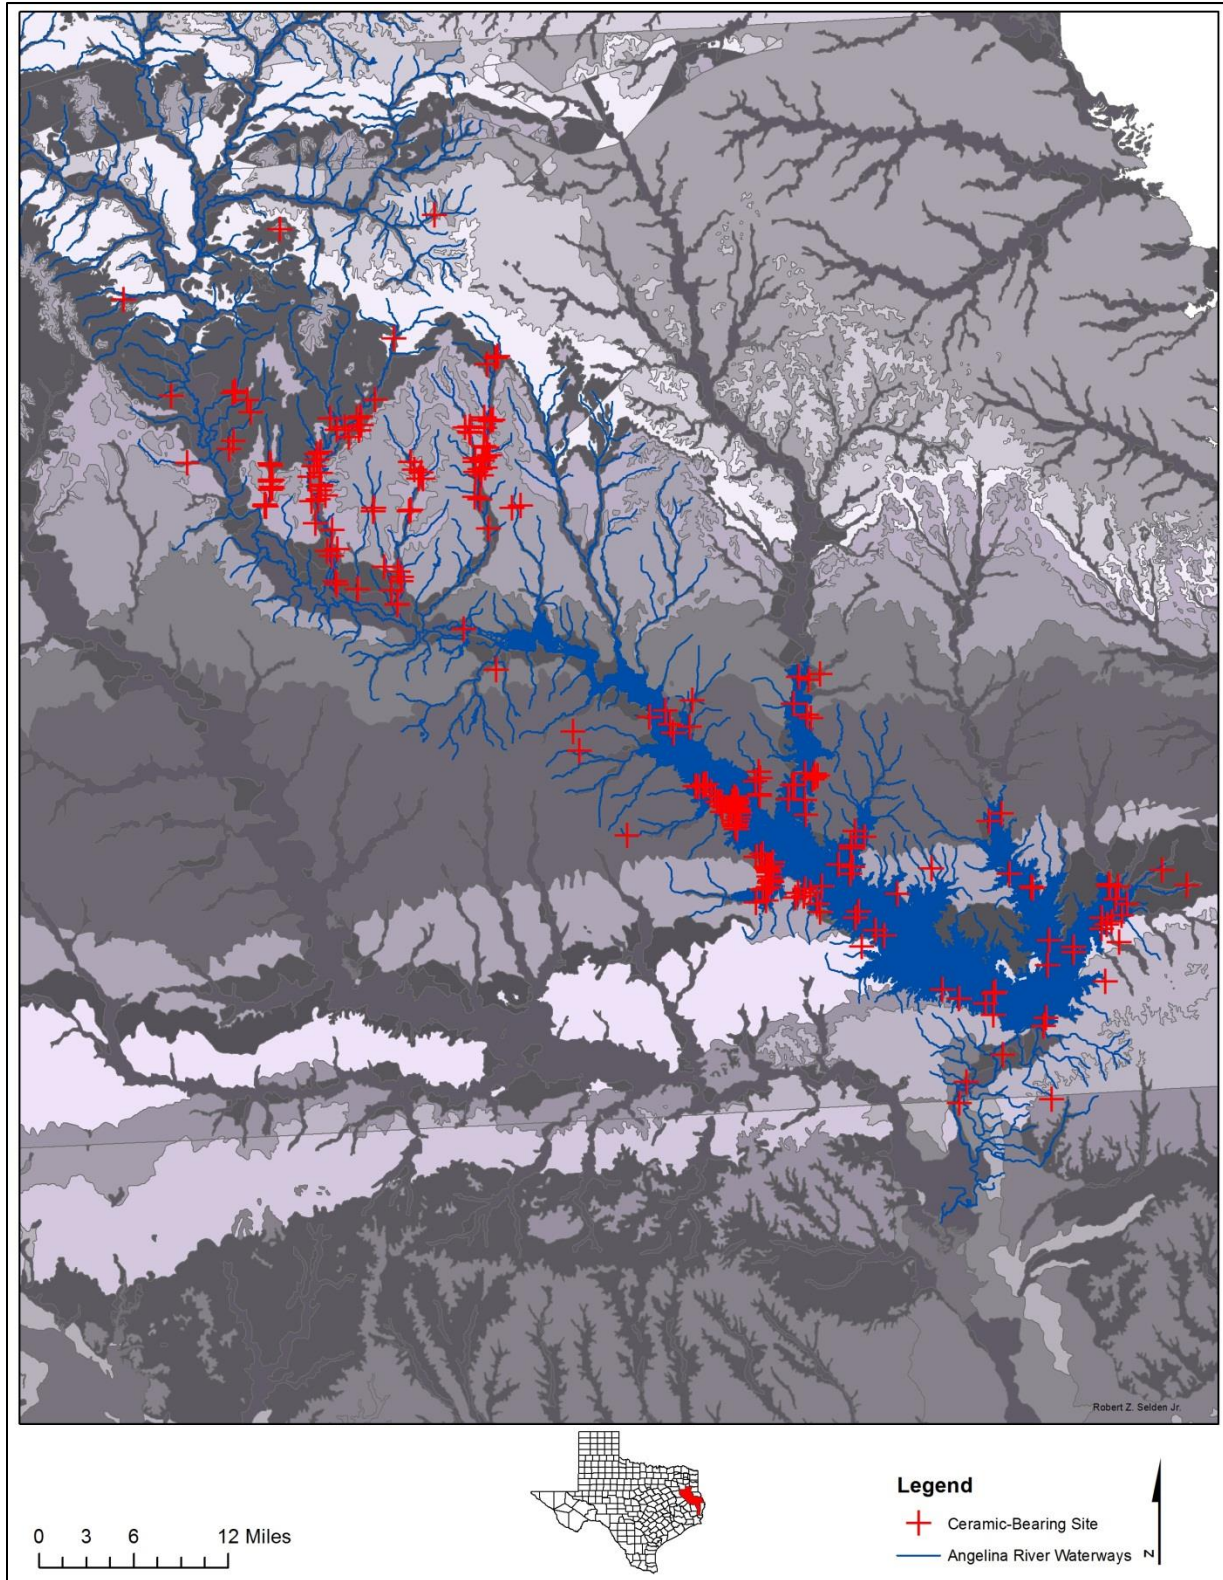 Robert Z. Selden Jr.
Legend
Ceramic-Bearing Site
Angelina River Waterways
0 3 6 12 Miles
N